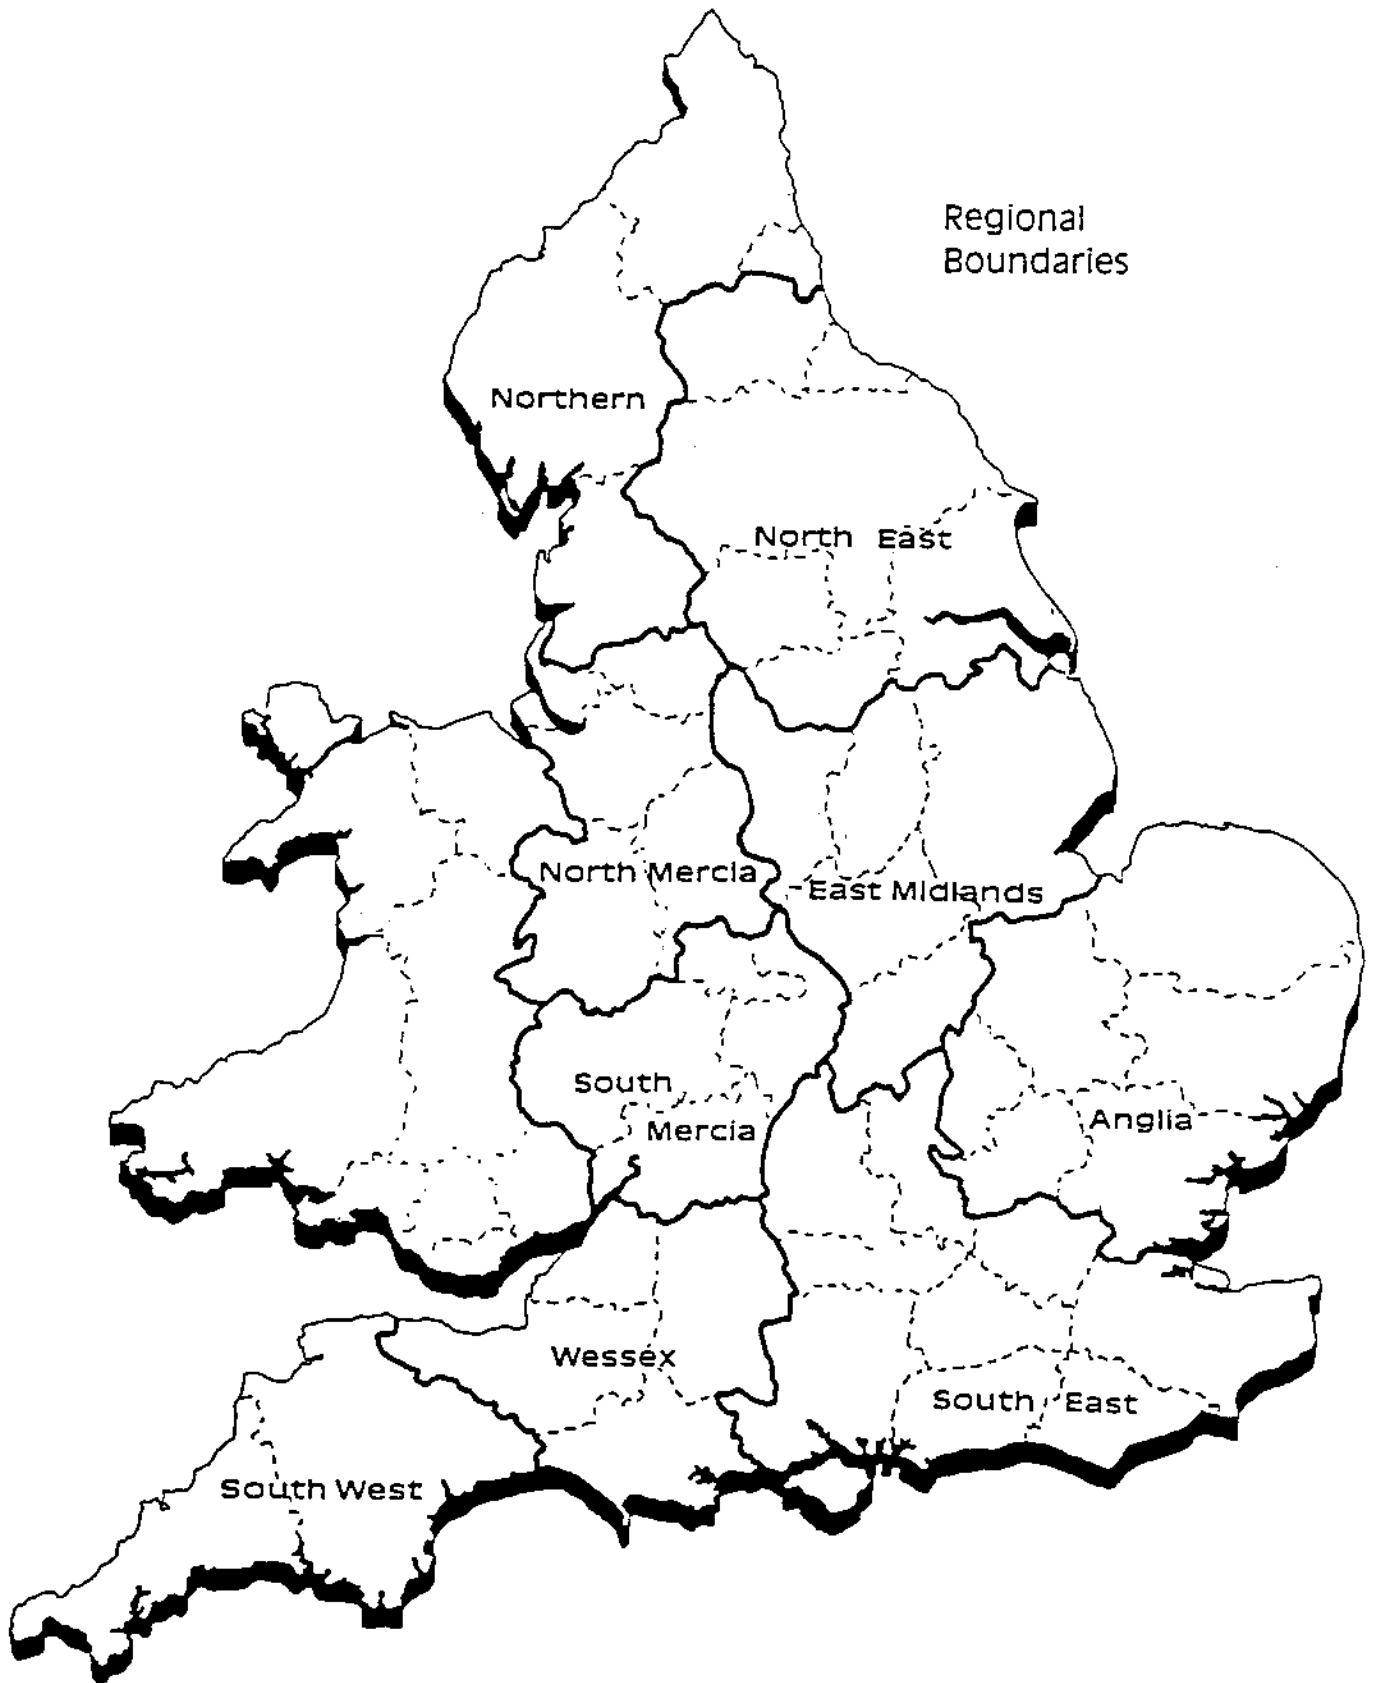 Regional
Boundaries
Northern
North East
North Mercia
East Midlands
South
Mercia
Anglia
Wessex
South East
South West